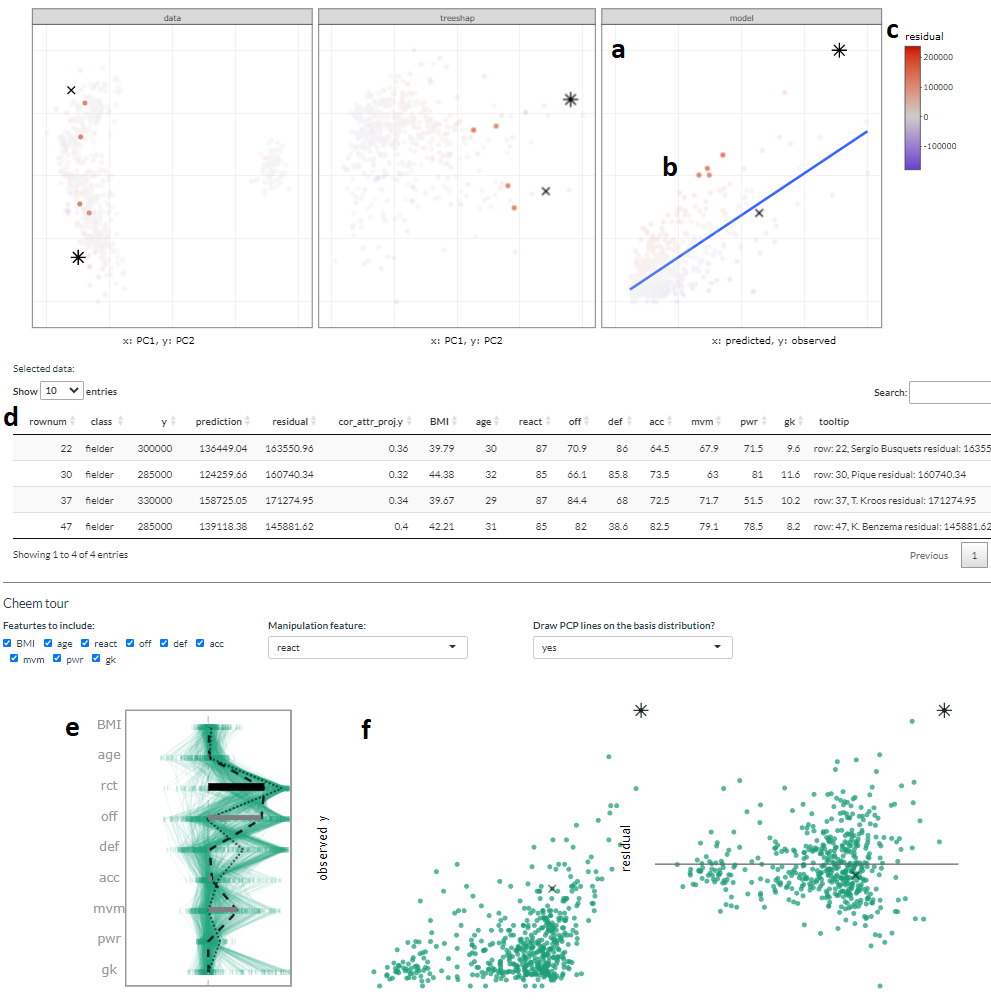 data treeshap model
a
c residual
200000
100000
0
-100000
b
x: PC1, y: PC2 x: PC1, y: PC2 x: predicted, y: observed
Selected data:
Show 10 entries Search:
d rownum class y prediction residual cor_attr_proj.y BMI age react off def acc mvm pwr gk tooltip
22 fielder 300000 136449.04 163550.96 0.36 39.79 30 87 70.9 86 64.5 67.9 71.5 9.6 row: 22, Sergio Busquets residual: 16355
30 fielder 285000 124259.66 160740.34 0.32 44.38 32 85 66.1 85.8 73.5 63 81 11.6 row: 30, Pique residual: 160740.34
37 fielder 330000 158725.05 171274.95 0.34 39.67 29 87 84.4 68 72.5 71.7 51.5 10.2 row: 37, T. Kroos residual: 171274.95
47 fielder 285000 139118.38 145881.62 0.4 42.21 31 85 82 38.6 82.5 79.1 78.5 8.2 row: 47, K. Benzema residual: 145881.62
Showing 1 to 4 of 4 entries Previous 1
Cheem tour
Featurtes to include: Manipulation feature: Draw PCP lines on the basis distribution?
BMI age react off def acc react yes
mvm pwr gk
e f
BMI
age
rct
off
def
acc
mvm
pwr
gk
observed y
residual